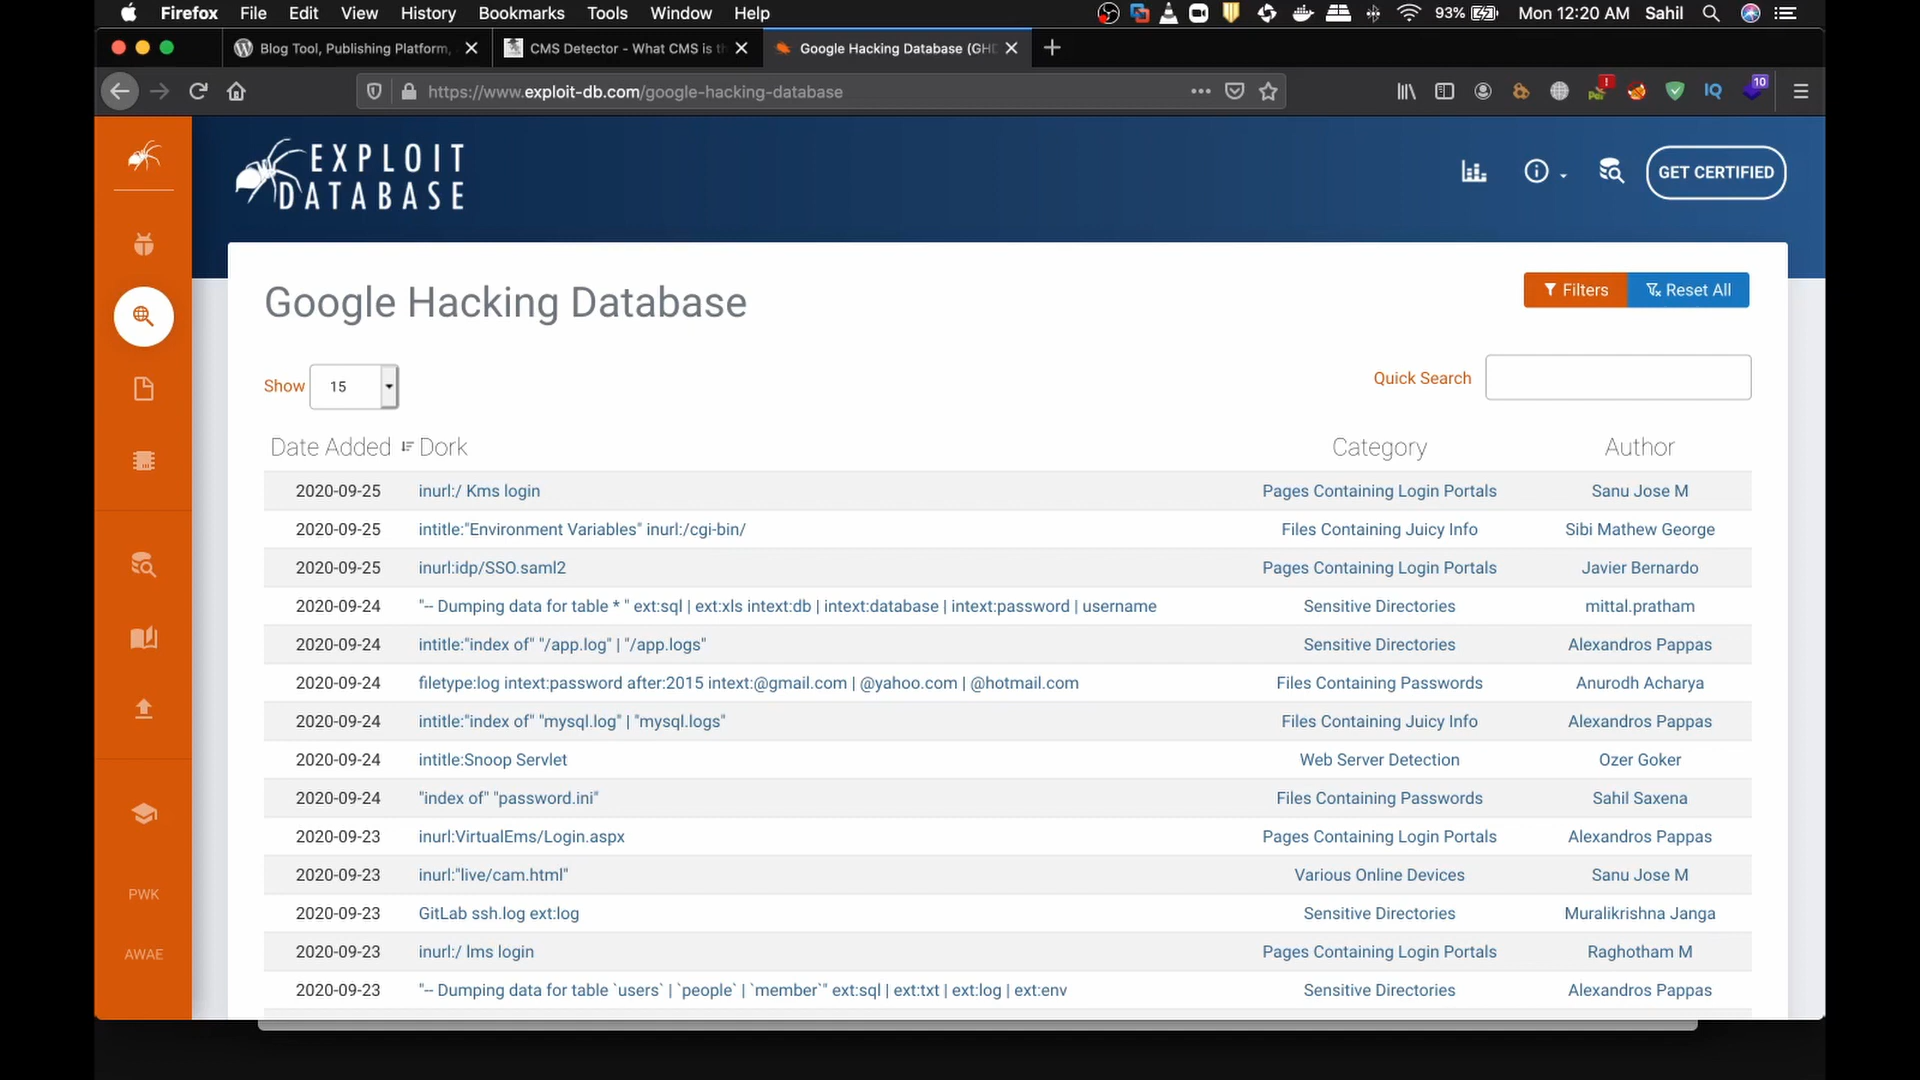 Firefox File Edit View History Bookmarks Tools Window Help 93% Mon 12:20 AM Sahil
Blog Tool, Publishing Platform, CMS Detector - What CMS is th Google Hacking Database (GHD
https://www.exploit-db.com/google-hacking-database IQ 10
EXPLOIT
DATABASE
GET CERTIFIED
Google Hacking Database
Filters Reset All
Show 15 Quick Search
Date Added Dork Category Author
2020-09-25 inurl:/ Kms login Pages Containing Login Portals Sanu Jose M
2020-09-25 intitle:"Environment Variables" inurl:/cgi-bin/ Files Containing Juicy Info Sibi Mathew George
2020-09-25 inurl:idp/SSO.saml2 Pages Containing Login Portals Javier Bernardo
2020-09-24 "-- Dumping data for table * " ext:sql | ext:xls intext:db | intext:database | intext:password | username Sensitive Directories mittal.pratham
2020-09-24 intitle:"index of" "/app.log" | "/app.logs" Sensitive Directories Alexandros Pappas
2020-09-24 filetype:log intext:password after:2015 intext:@gmail.com | @yahoo.com | @hotmail.com Files Containing Passwords Anurodh Acharya
2020-09-24 intitle:"index of" "mysql.log" | "mysql.logs" Files Containing Juicy Info Alexandros Pappas
2020-09-24 intitle:Snoop Servlet Web Server Detection Ozer Goker
2020-09-24 "index of" "password.ini" Files Containing Passwords Sahil Saxena
2020-09-23 inurl:VirtualEms/Login.aspx Pages Containing Login Portals Alexandros Pappas
2020-09-23 inurl:"live/cam.html" Various Online Devices Sanu Jose M
2020-09-23 GitLab ssh.log ext:log Sensitive Directories Muralikrishna Janga
2020-09-23 inurl:/ lms login Pages Containing Login Portals Raghotham M
2020-09-23 "-- Dumping data for table `users` | `people` | `member`" ext:sql | ext:txt | ext:log | ext:env Sensitive Directories Alexandros Pappas
PWK
AWAE